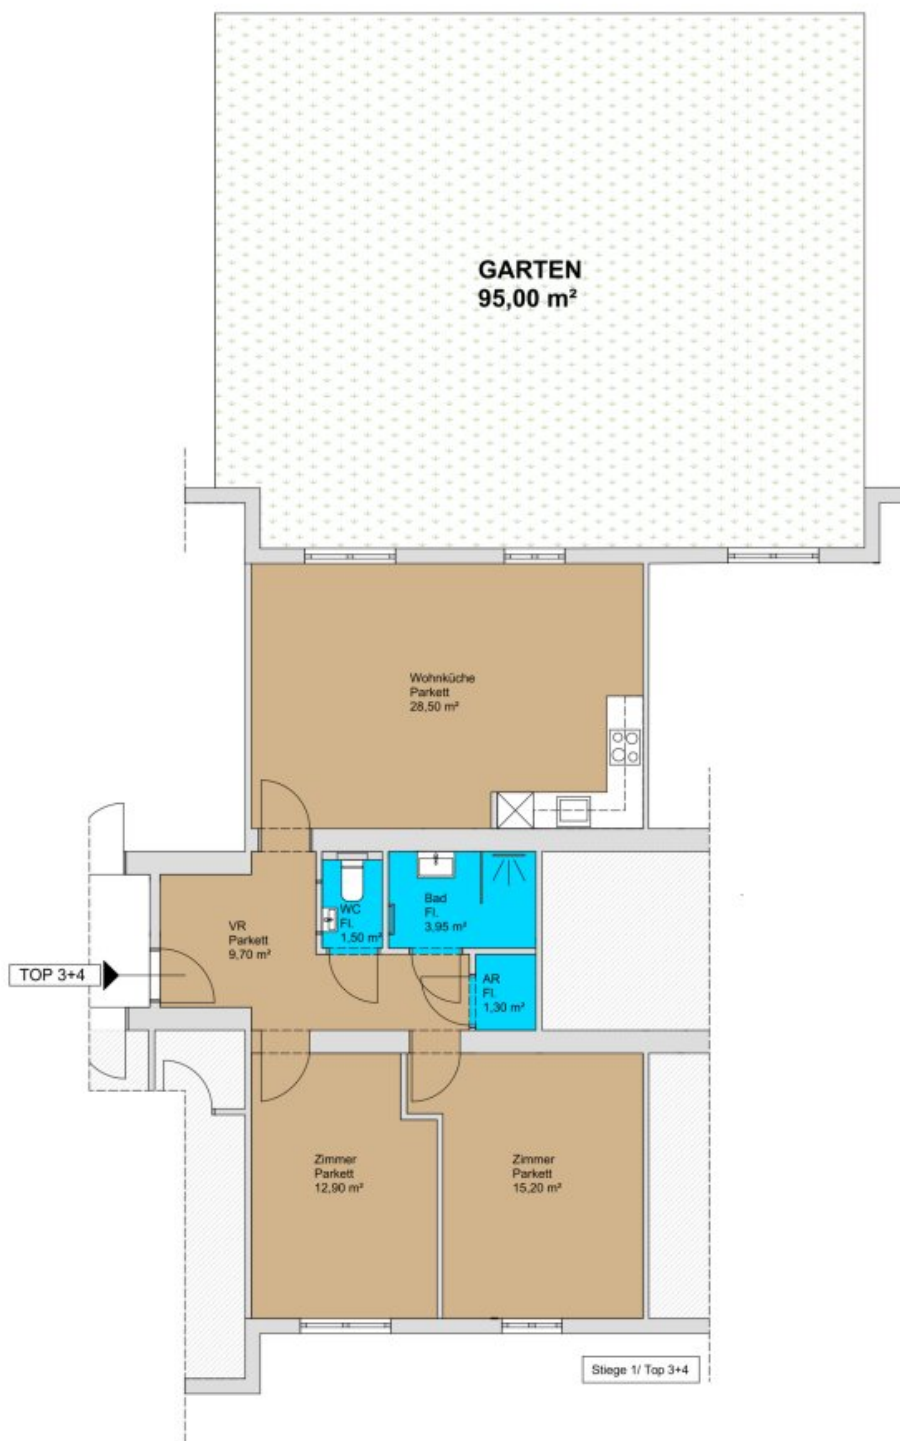 GARTEN
95,00 m²
Wohnküche
Parkett
28,50 m²
WC
Fl.
1,50 m²
Bad
Fl.
3,95 m²
VR
Parkett
9,70 m²
TOP 3+4
AR
Fl.
1,30 m²
Zimmer
Parkett
12,90 m²
Zimmer
Parkett
15,20 m²
Stiege 1/ Top 3+4